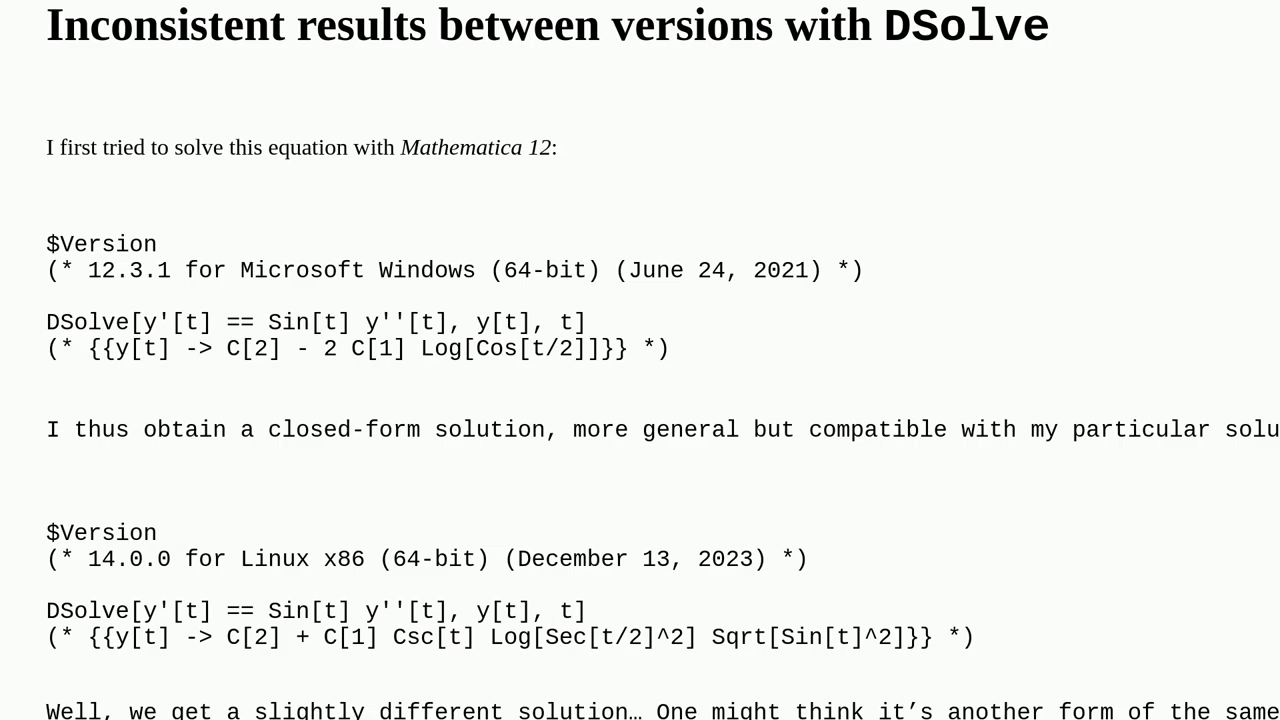 Inconsistent results between versions with DSolve
I first tried to solve this equation with Mathematica 12:
$Version
(* 12.3.1 for Microsoft Windows (64-bit) (June 24, 2021) *)
DSolve[y'[t] == Sin[t] y''[t], y[t], t]
(* {{y[t] -> C[2] - 2 C[1] Log[Cos[t/2]]}} *)
I thus obtain a closed-form solution, more general but compatible with my particular solu
$Version
(* 14.0.0 for Linux x86 (64-bit) (December 13, 2023) *)
DSolve[y'[t] == Sin[t] y''[t], y[t], t]
(* {{y[t] -> C[2] + C[1] Csc[t] Log[Sec[t/2]^2] Sqrt[Sin[t]^2]}} *)
Well, we get a slightly different solution… One might think it’s another form of the same